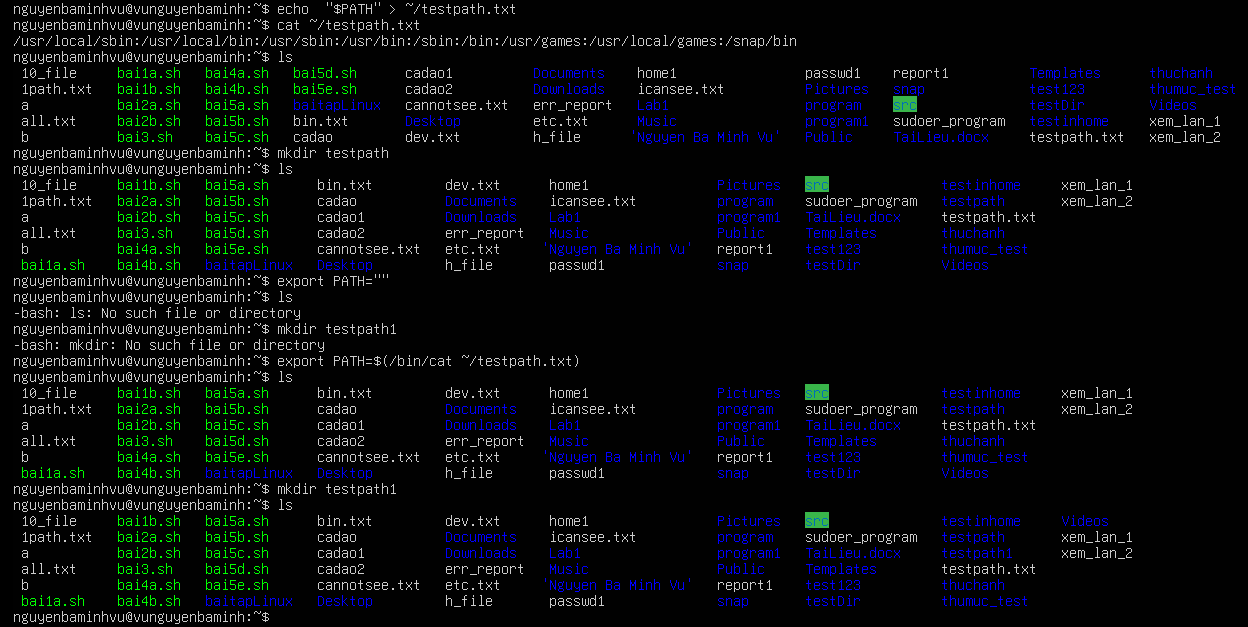 nguyenbaminhvu@vunguyenbaminh:~$ echo  "$PATH" > ~/testpath.txt
nguyenbaminhvu@vunguyenbaminh:~$ cat ~/testpath.txt
/usr/local/sbin:/usr/local/bin:/usr/sbin:/usr/bin:/sbin:/bin:/usr/games:/usr/local/games:/snap/bin
nguyenbaminhvu@vunguyenbaminh:~$ ls
10_file bai1a.sh bai4a.sh bai5d.sh cadao1 Documents home1 passwd1 report1 Templates thuchanh
1path.txt bai1b.sh bai4b.sh bai5e.sh cadao2 Downloads icansee.txt Pictures snap test123 thumuc_test
a bai2a.sh bai5a.sh baitapLinux cannotsee.txt err_report Lab1 program src testDir Videos
all.txt bai2b.sh bai5b.sh bin.txt Desktop etc.txt Music program1 sudoer_program testinhome xem_lan_1
b bai3.sh bai5c.sh cadao dev.txt h_file 'Nguyen Ba Minh Vu' Public TaiLieu.docx testpath.txt xem_lan_2
nguyenbaminhvu@vunguyenbaminh:~$ mkdir testpath
nguyenbaminhvu@vunguyenbaminh:~$ ls
10_file bai1b.sh bai5a.sh bin.txt dev.txt home1 Pictures src testinhome xem_lan_1
1path.txt bai2a.sh bai5b.sh cadao Documents icansee.txt program sudoer_program testpath xem_lan_2
a bai2b.sh bai5c.sh cadao1 Downloads Lab1 program1 TaiLieu.docx testpath.txt
all.txt bai3.sh bai5d.sh cadao2 err_report Music Public Templates thuchanh
b bai4a.sh bai5e.sh cannotsee.txt etc.txt 'Nguyen Ba Minh Vu' report1 test123 thumuc_test
bai1a.sh bai4b.sh baitapLinux Desktop h_file passwd1 snap testDir Videos
nguyenbaminhvu@vunguyenbaminh:~$ export PATH=""
nguyenbaminhvu@vunguyenbaminh:~$ ls
-bash: ls: No such file or directory
nguyenbaminhvu@vunguyenbaminh:~$ mkdir testpath1
-bash: mkdir: No such file or directory
nguyenbaminhvu@vunguyenbaminh:~$ export PATH=$(/bin/cat ~/testpath.txt)
nguyenbaminhvu@vunguyenbaminh:~$ ls
10_file bai1b.sh bai5a.sh bin.txt dev.txt home1 Pictures src testinhome xem_lan_1
1path.txt bai2a.sh bai5b.sh cadao Documents icansee.txt program sudoer_program testpath xem_lan_2
a bai2b.sh bai5c.sh cadao1 Downloads Lab1 program1 TaiLieu.docx testpath.txt
all.txt bai3.sh bai5d.sh cadao2 err_report Music Public Templates thuchanh
b bai4a.sh bai5e.sh cannotsee.txt etc.txt 'Nguyen Ba Minh Vu' report1 test123 thumuc_test
bai1a.sh bai4b.sh baitapLinux Desktop h_file passwd1 snap testDir Videos
nguyenbaminhvu@vunguyenbaminh:~$ mkdir testpath1
nguyenbaminhvu@vunguyenbaminh:~$ ls
10_file bai1b.sh bai5a.sh bin.txt dev.txt home1 Pictures src testinhome Videos
1path.txt bai2a.sh bai5b.sh cadao Documents icansee.txt program sudoer_program testpath xem_lan_1
a bai2b.sh bai5c.sh cadao1 Downloads Lab1 program1 TaiLieu.docx testpath1 xem_lan_2
all.txt bai3.sh bai5d.sh cadao2 err_report Music Public Templates testpath.txt
b bai4a.sh bai5e.sh cannotsee.txt etc.txt 'Nguyen Ba Minh Vu' report1 test123 thuchanh
bai1a.sh bai4b.sh baitapLinux Desktop h_file passwd1 snap testDir thumuc_test
nguyenbaminhvu@vunguyenbaminh:~$